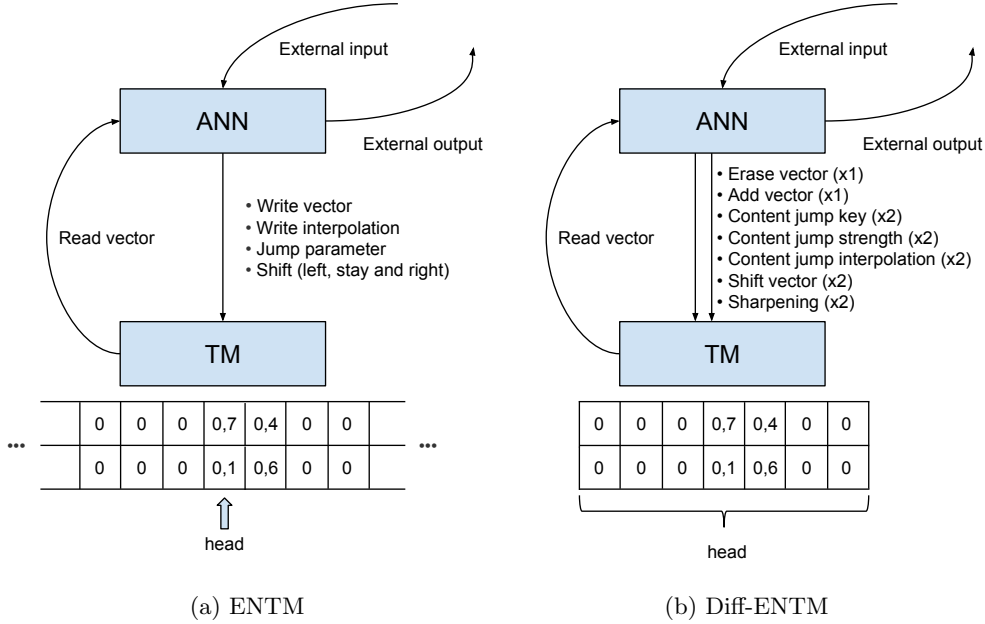 External input
ANN
External output
Read vector
• Write vector
• Write interpolation
• Jump parameter
• Shift (left, stay and right)
TM
0 0 0 0,7 0,4 0 0
... ...
0 0 0 0,1 0,6 0 0
head
(a) ENTM
External input
ANN
External output
• Erase vector (x1)
• Add vector (x1)
• Content jump key (x2)
Read vector
• Content jump strength (x2)
• Content jump interpolation (x2)
• Shift vector (x2)
• Sharpening (x2)
TM
0 0 0 0,7 0,4 0 0
0 0 0 0,1 0,6 0 0
head
(b) Diff-ENTM